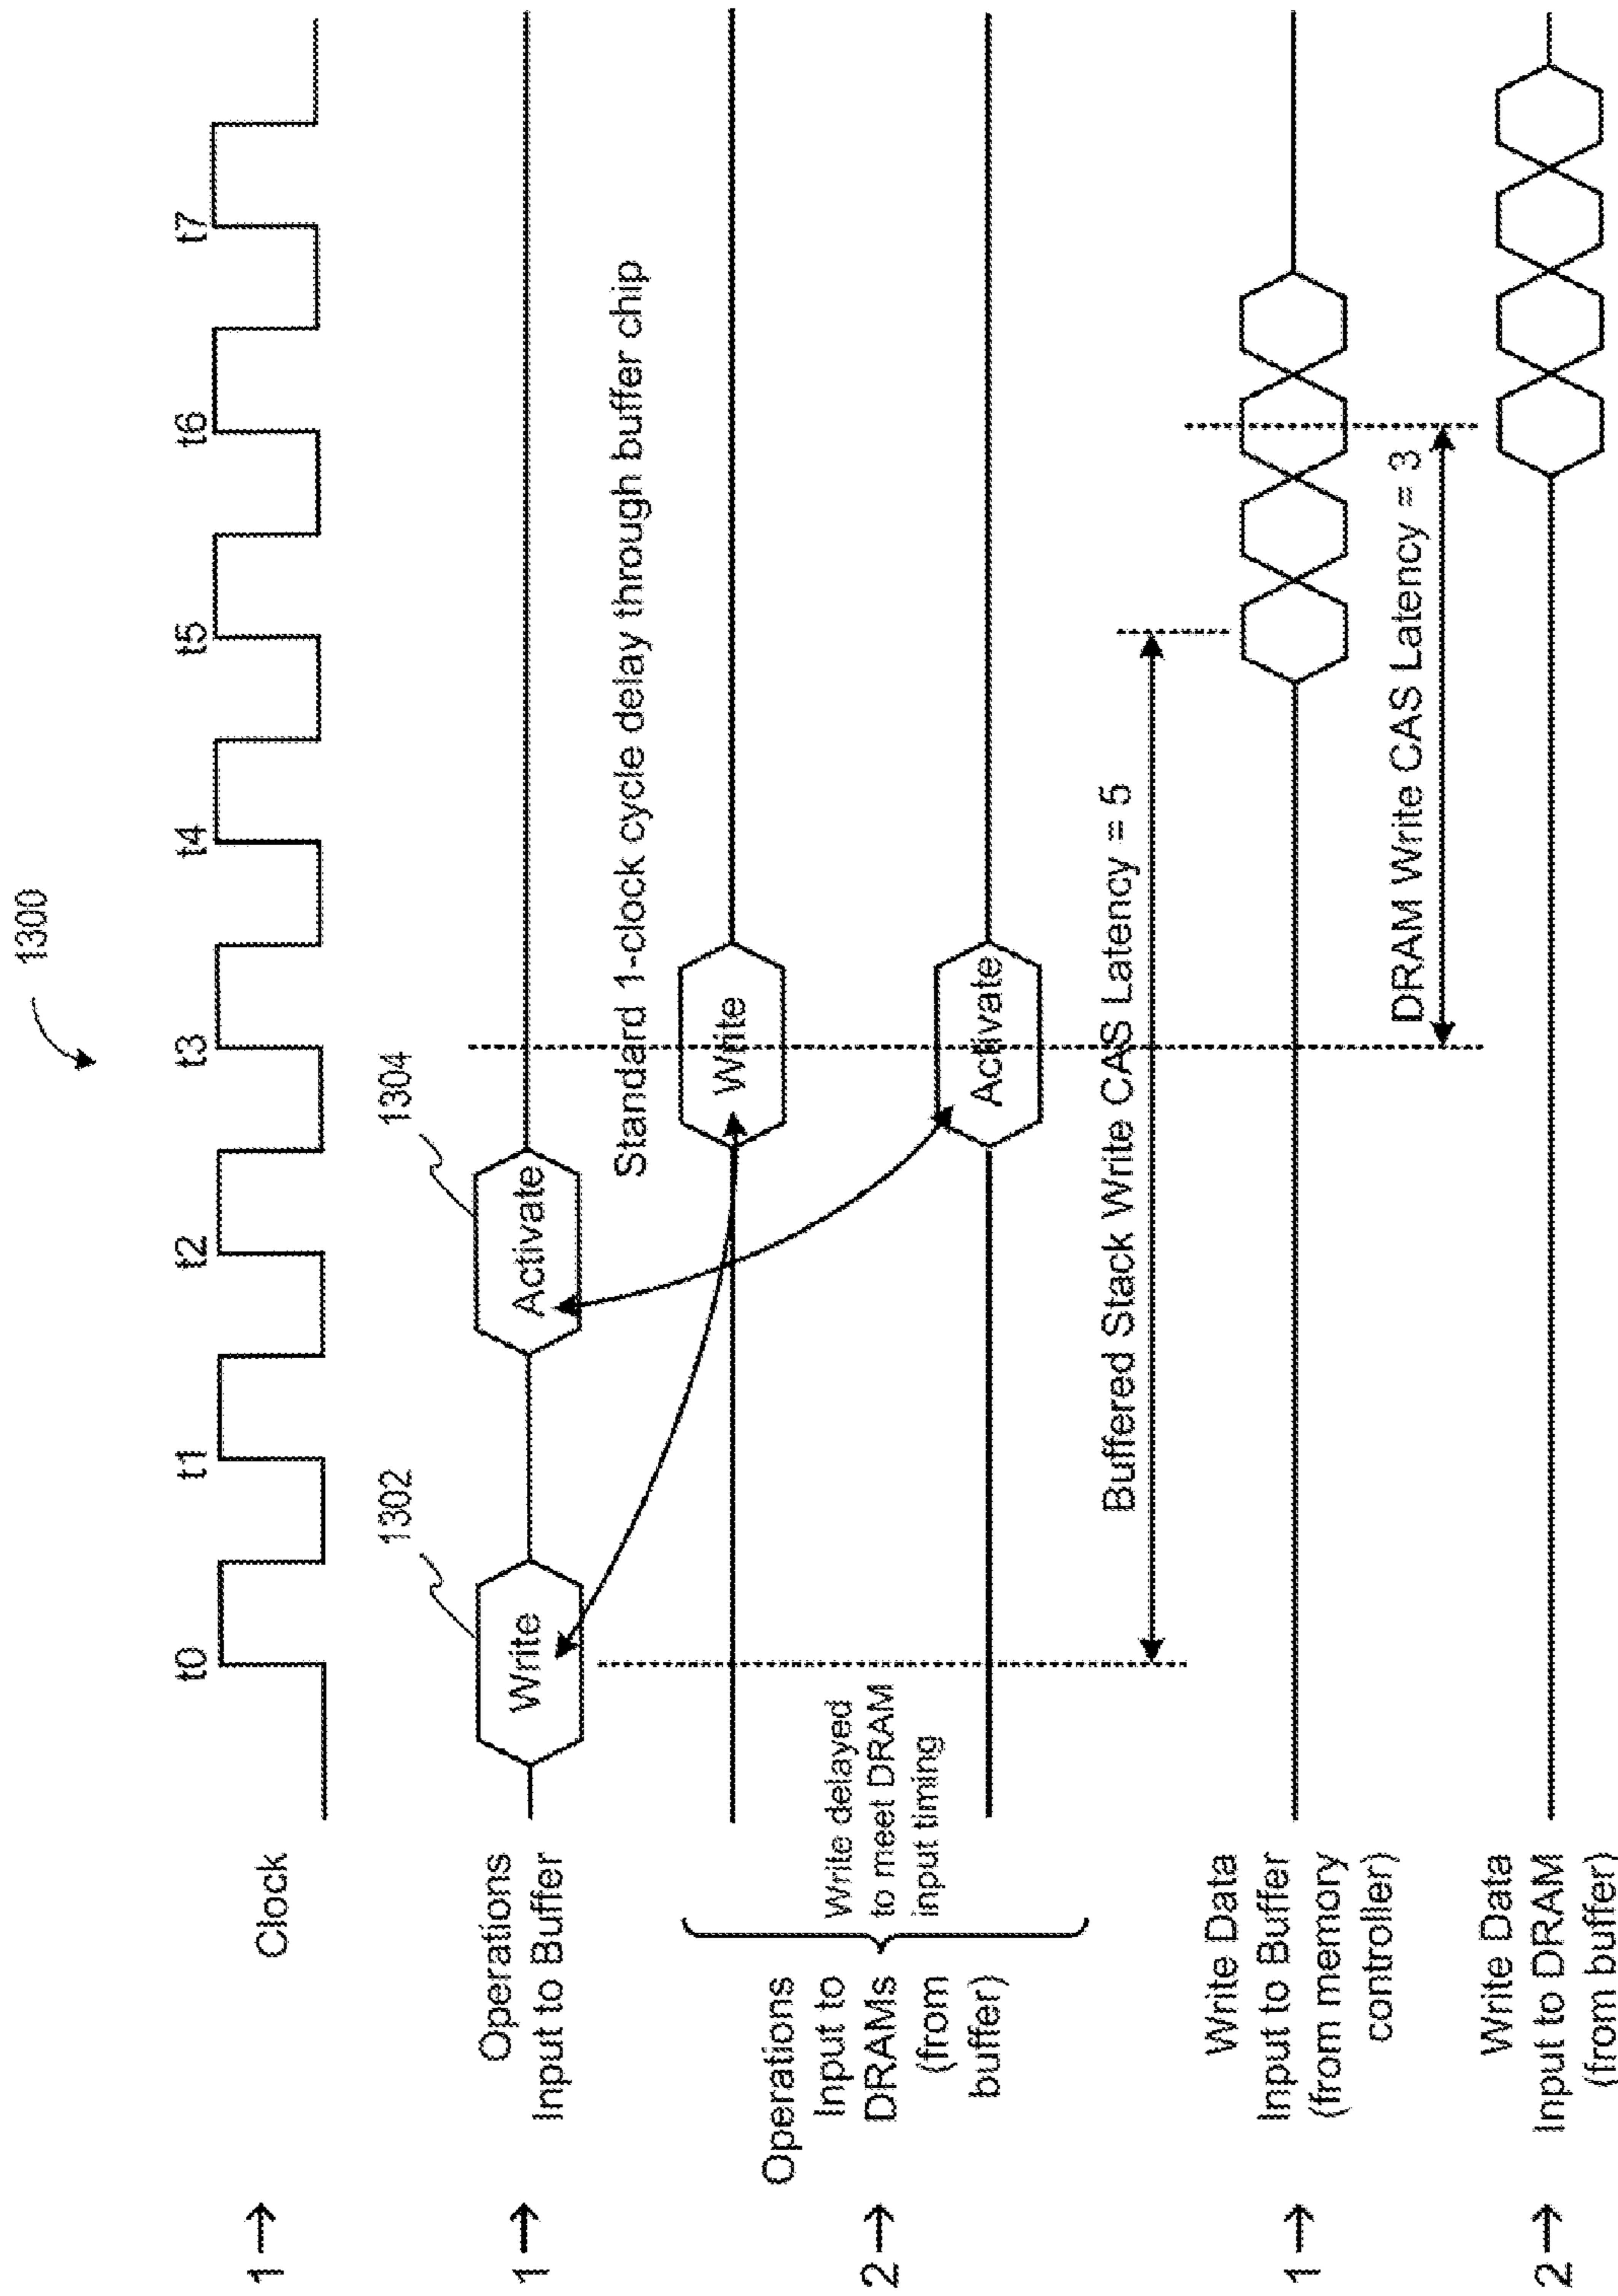 1300
t0 t1 t2 t3 t4 t5 t6 t7
1→ Clock
1302
1304
1→ Operations
Input to Buffer
Write
Activate
Standard 1-clock cycle delay through buffer chip
2→ Operations
Input to
DRAMs
(from
buffer)
Write delayed
to meet DRAM
input timing
Write
Activate
Buffered Stack Write CAS Latency = 5
1→ Write Data
Input to Buffer
(from memory
controller)
DRAM Write CAS Latency = 3
2→ Write Data
Input to DRAM
(from buffer)